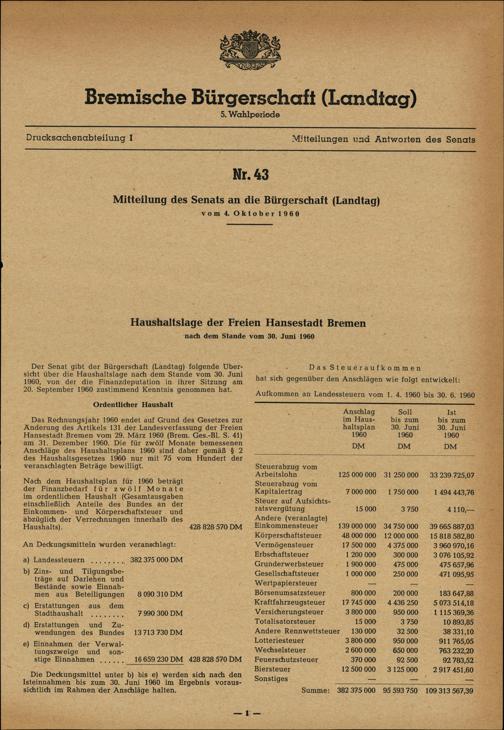 Bremische Bürgerschaft (Landtag)
5. Wahlperiode
Drucksachenabteilung I
Mitteilungen und Antworten des Senats
Nr. 43
Mitteilung des Senats an die Bürgerschaft (Landtag)
vom 4. Oktober 1960
Haushaltslage der Freien Hansestadt Bremen
nach dem Stande vom 30. Juni 1960
Der Senat gibt der Bürgerschaft (Landtag) folgende Übersicht
über die Haushaltslage nach dem Stande vom 30. Juni
1960, von der die Finanzdeputation in ihrer Sitzung am
20. September 1960 zustimmend Kenntnis genommen hat.
Ordentlicher Haushalt
Das Rechnungsjahr 1960 endet auf Grund des Gesetzes zur
Änderung des Artikels 131 der Landesverfassung der Freien
Hansestadt Bremen vom 29. März 1960 (Brem. Ges.-Bl. S. 41)
am 31. Dezember 1960. Die für zwölf Monate bemessenen
Anschläge des Haushaltsplans 1960 sind daher gemäß § 2
des Haushaltsgesetzes 1960 nur mit 75 vom Hundert der
veranschlagten Beträge bewilligt.
Nach dem Haushaltsplan für 1960 beträgt
der Finanzbedarf für zwölf Monate
im ordentlichen Haushalt (Gesamtausgaben
einschließlich Anteile des Bundes an der
Einkommen- und Körperschaftsteuer und
abzüglich der Verrechnungen innerhalb des
Haushalts). 428 828 570 DM
An Deckungsmitteln wurden veranschlagt:
a) Landessteuern ........ 382 375 000 DM
b) Zins- und Tilgungsbeträge
auf Darlehen und
Bestände sowie Einnahmen
aus Beteiligungen 8 090 310 DM
c) Erstattungen aus dem
Stadthaushalt ........ 7 990 300 DM
d) Erstattungen und Zuwendungen
des Bundes 13 713 730 DM
e) Einnahmen der Verwaltungszweige
und sonstige
Einnahmen ...... 16 659 230 DM 428 828 570 DM
Die Deckungsmittel unter b) bis e) werden sich nach den
Isteinnahmen bis zum 30. Juni 1960 im Ergebnis voraussichtlich
im Rahmen der Anschläge halten.
Das Steueraufkommen
hat sich gegenüber den Anschlägen wie folgt entwickelt:
Aufkommen an Landessteuern vom 1. 4. 1960 bis 30. 6. 1960
Anschlag im Haushaltsplan 1960 DM
Soll bis zum 30. Juni 1960 DM
Ist bis zum 30. Juni 1960 DM
Steuerabzug vom
Arbeitslohn 125 000 000 31 250 000 33 239 725,07
Steuerabzug vom
Kapitalertrag 7 000 000 1 750 000 1 494 443,76
Steuer auf Aufsichtsratsvergütung
15 000 3 750 4 110,—
Andere (veranlagte)
Einkommensteuer 139 000 000 34 750 000 39 665 887,03
Körperschaftsteuer 48 000 000 12 000 000 15 818 582,80
Vermögensteuer 17 500 000 4 375 000 3 960 970,16
Erbschaftsteuer 1 200 000 300 000 3 076 105,92
Grunderwerbsteuer 1 900 000 475 000 475 657,96
Gesellschaftsteuer 1 000 000 250 000 471 095,95
Wertpapiersteuer — — —
Börsenumsatzsteuer 800 000 200 000 183 647,88
Kraftfahrzeugsteuer 17 745 000 4 436 250 5 073 514,18
Versicherungsteuer 3 800 000 950 000 1 115 369,36
Totalisatorsteuer 15 000 3 750 10 893,85
Andere Rennwettsteuer 130 000 32 500 38 331,10
Lotteriesteuer 3 800 000 950 000 911 765,05
Wechselsteuer 2 600 000 650 000 763 232,20
Feuerschutzsteuer 370 000 92 500 92 783,52
Biersteuer 12 500 000 3 125 000 2 917 451,60
Sonstiges — — —
Summe: 382 375 000 95 593 750 109 313 567,39
— 1 —